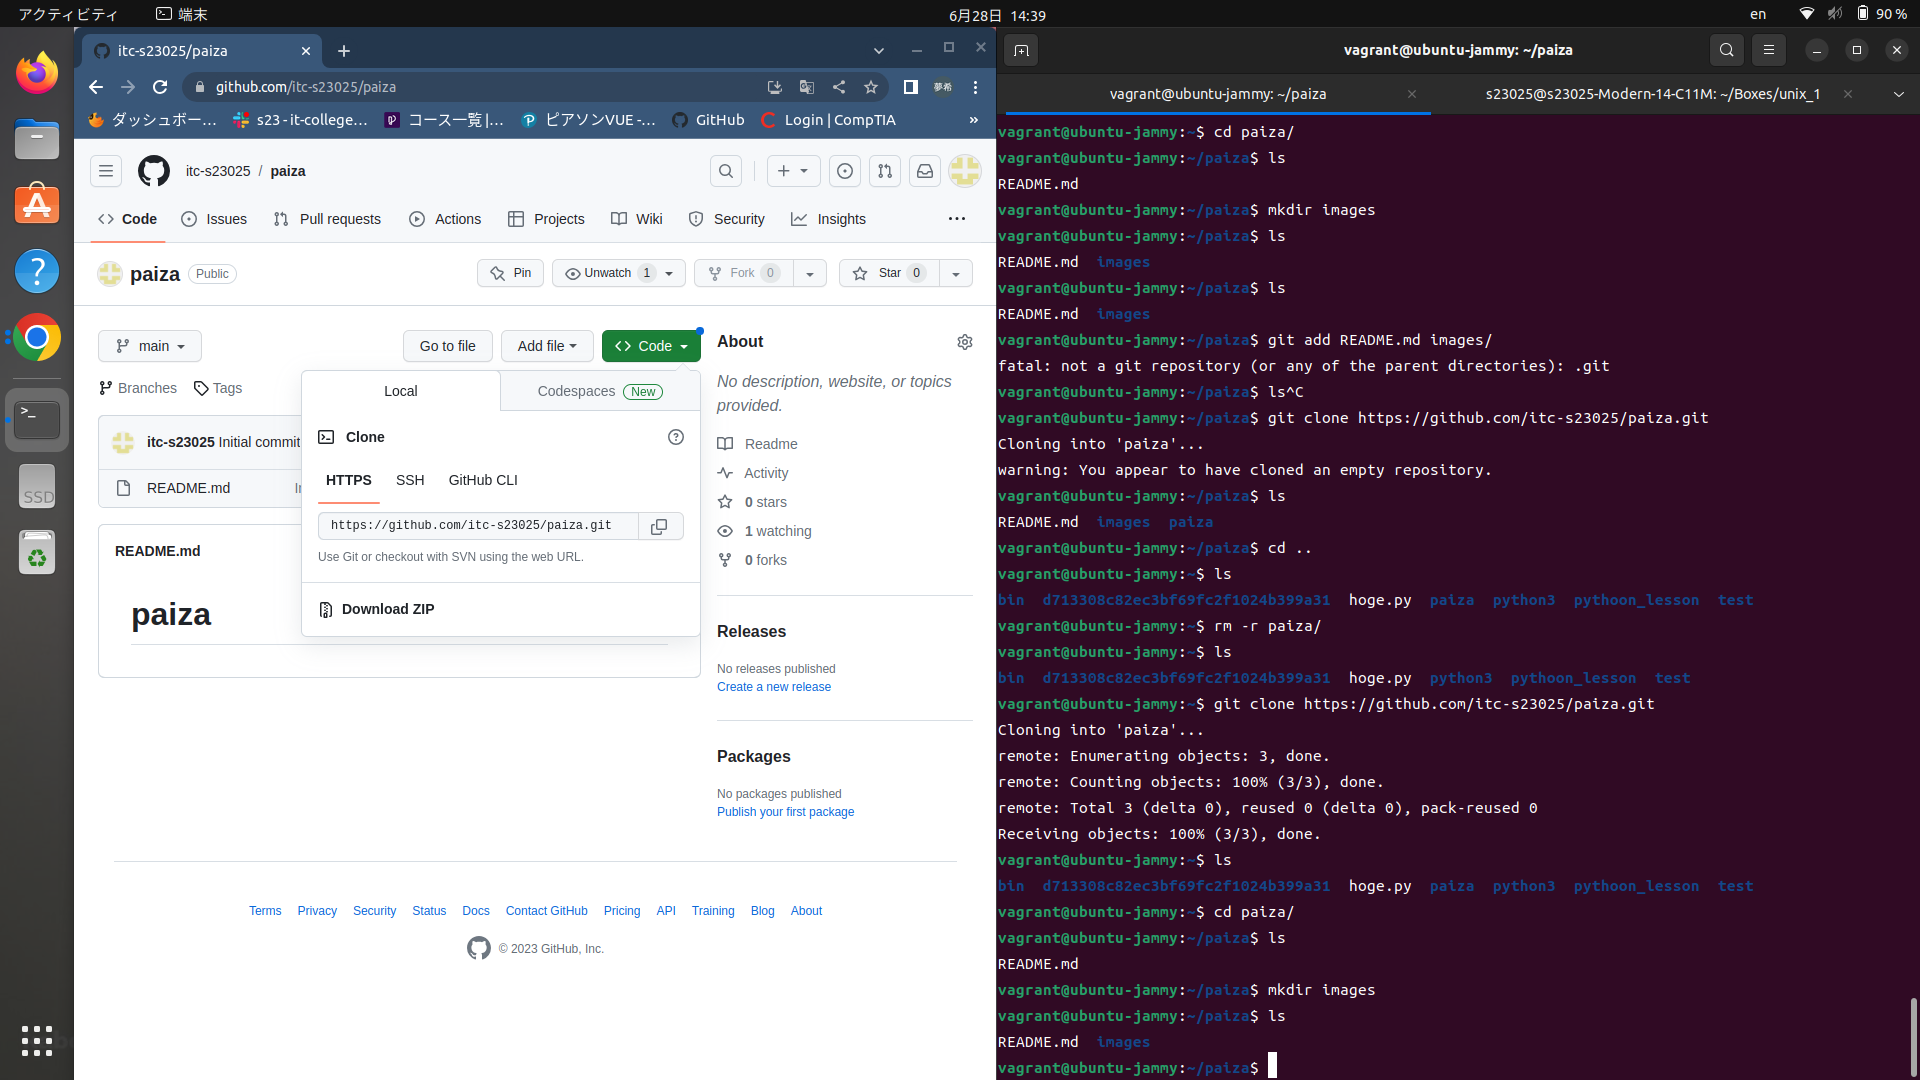 アクティビティ 端末 6月28日 14:39 en 90 %
itc-s23025/paiza
github.com/itc-s23025/paiza 夢希
ダッシュボー… s23 - it-college… コース一覧 |… ピアソンVUE -… GitHub Login | CompTIA »
itc-s23025 / paiza
Code Issues Pull requests Actions Projects Wiki Security Insights
paiza Public Pin Unwatch 1 Fork 0 Star 0
main Go to file Add file Code
Branches Tags
Local Codespaces New
itc-s23025 Initial commit
Clone
README.md In
HTTPS SSH GitHub CLI
https://github.com/itc-s23025/paiza.git
Use Git or checkout with SVN using the web URL.
Download ZIP
README.md
paiza
About
No description, website, or topics
provided.
Readme
Activity
0 stars
1 watching
0 forks
Releases
No releases published
Create a new release
Packages
No packages published
Publish your first package
Terms Privacy Security Status Docs Contact GitHub Pricing API Training Blog About
© 2023 GitHub, Inc.
SSD
vagrant@ubuntu-jammy: ~/paiza
vagrant@ubuntu-jammy: ~/paiza s23025@s23025-Modern-14-C11M: ~/Boxes/unix_1
vagrant@ubuntu-jammy:~$ cd paiza/
vagrant@ubuntu-jammy:~/paiza$ ls
README.md
vagrant@ubuntu-jammy:~/paiza$ mkdir images
vagrant@ubuntu-jammy:~/paiza$ ls
README.md images
vagrant@ubuntu-jammy:~/paiza$ ls
README.md images
vagrant@ubuntu-jammy:~/paiza$ git add README.md images/
fatal: not a git repository (or any of the parent directories): .git
vagrant@ubuntu-jammy:~/paiza$ ls^C
vagrant@ubuntu-jammy:~/paiza$ git clone https://github.com/itc-s23025/paiza.git
Cloning into 'paiza'...
warning: You appear to have cloned an empty repository.
vagrant@ubuntu-jammy:~/paiza$ ls
README.md images paiza
vagrant@ubuntu-jammy:~/paiza$ cd ..
vagrant@ubuntu-jammy:~$ ls
bin d713308c82ec3bf69fc2f1024b399a31 hoge.py paiza python3 pythoon_lesson test
vagrant@ubuntu-jammy:~$ rm -r paiza/
vagrant@ubuntu-jammy:~$ ls
bin d713308c82ec3bf69fc2f1024b399a31 hoge.py python3 pythoon_lesson test
vagrant@ubuntu-jammy:~$ git clone https://github.com/itc-s23025/paiza.git
Cloning into 'paiza'...
remote: Enumerating objects: 3, done.
remote: Counting objects: 100% (3/3), done.
remote: Total 3 (delta 0), reused 0 (delta 0), pack-reused 0
Receiving objects: 100% (3/3), done.
vagrant@ubuntu-jammy:~$ ls
bin d713308c82ec3bf69fc2f1024b399a31 hoge.py paiza python3 pythoon_lesson test
vagrant@ubuntu-jammy:~$ cd paiza/
vagrant@ubuntu-jammy:~/paiza$ ls
README.md
vagrant@ubuntu-jammy:~/paiza$ mkdir images
vagrant@ubuntu-jammy:~/paiza$ ls
README.md images
vagrant@ubuntu-jammy:~/paiza$